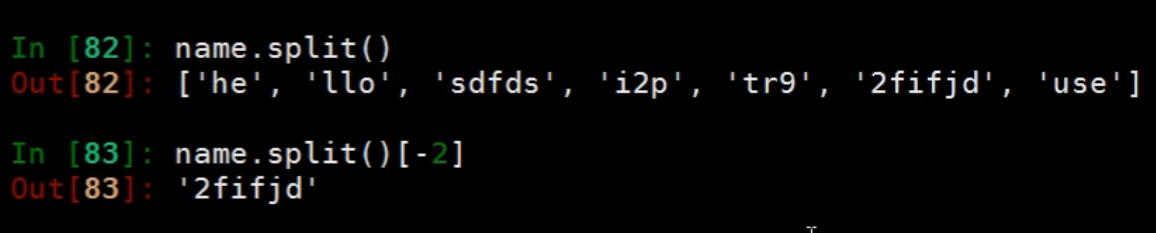 In [82]: name.split()
Out[82]: ['he', 'llo', 'sdfds', 'i2p', 'tr9', '2fifjd', 'use']
In [83]: name.split()[-2]
Out[83]: '2fifjd'